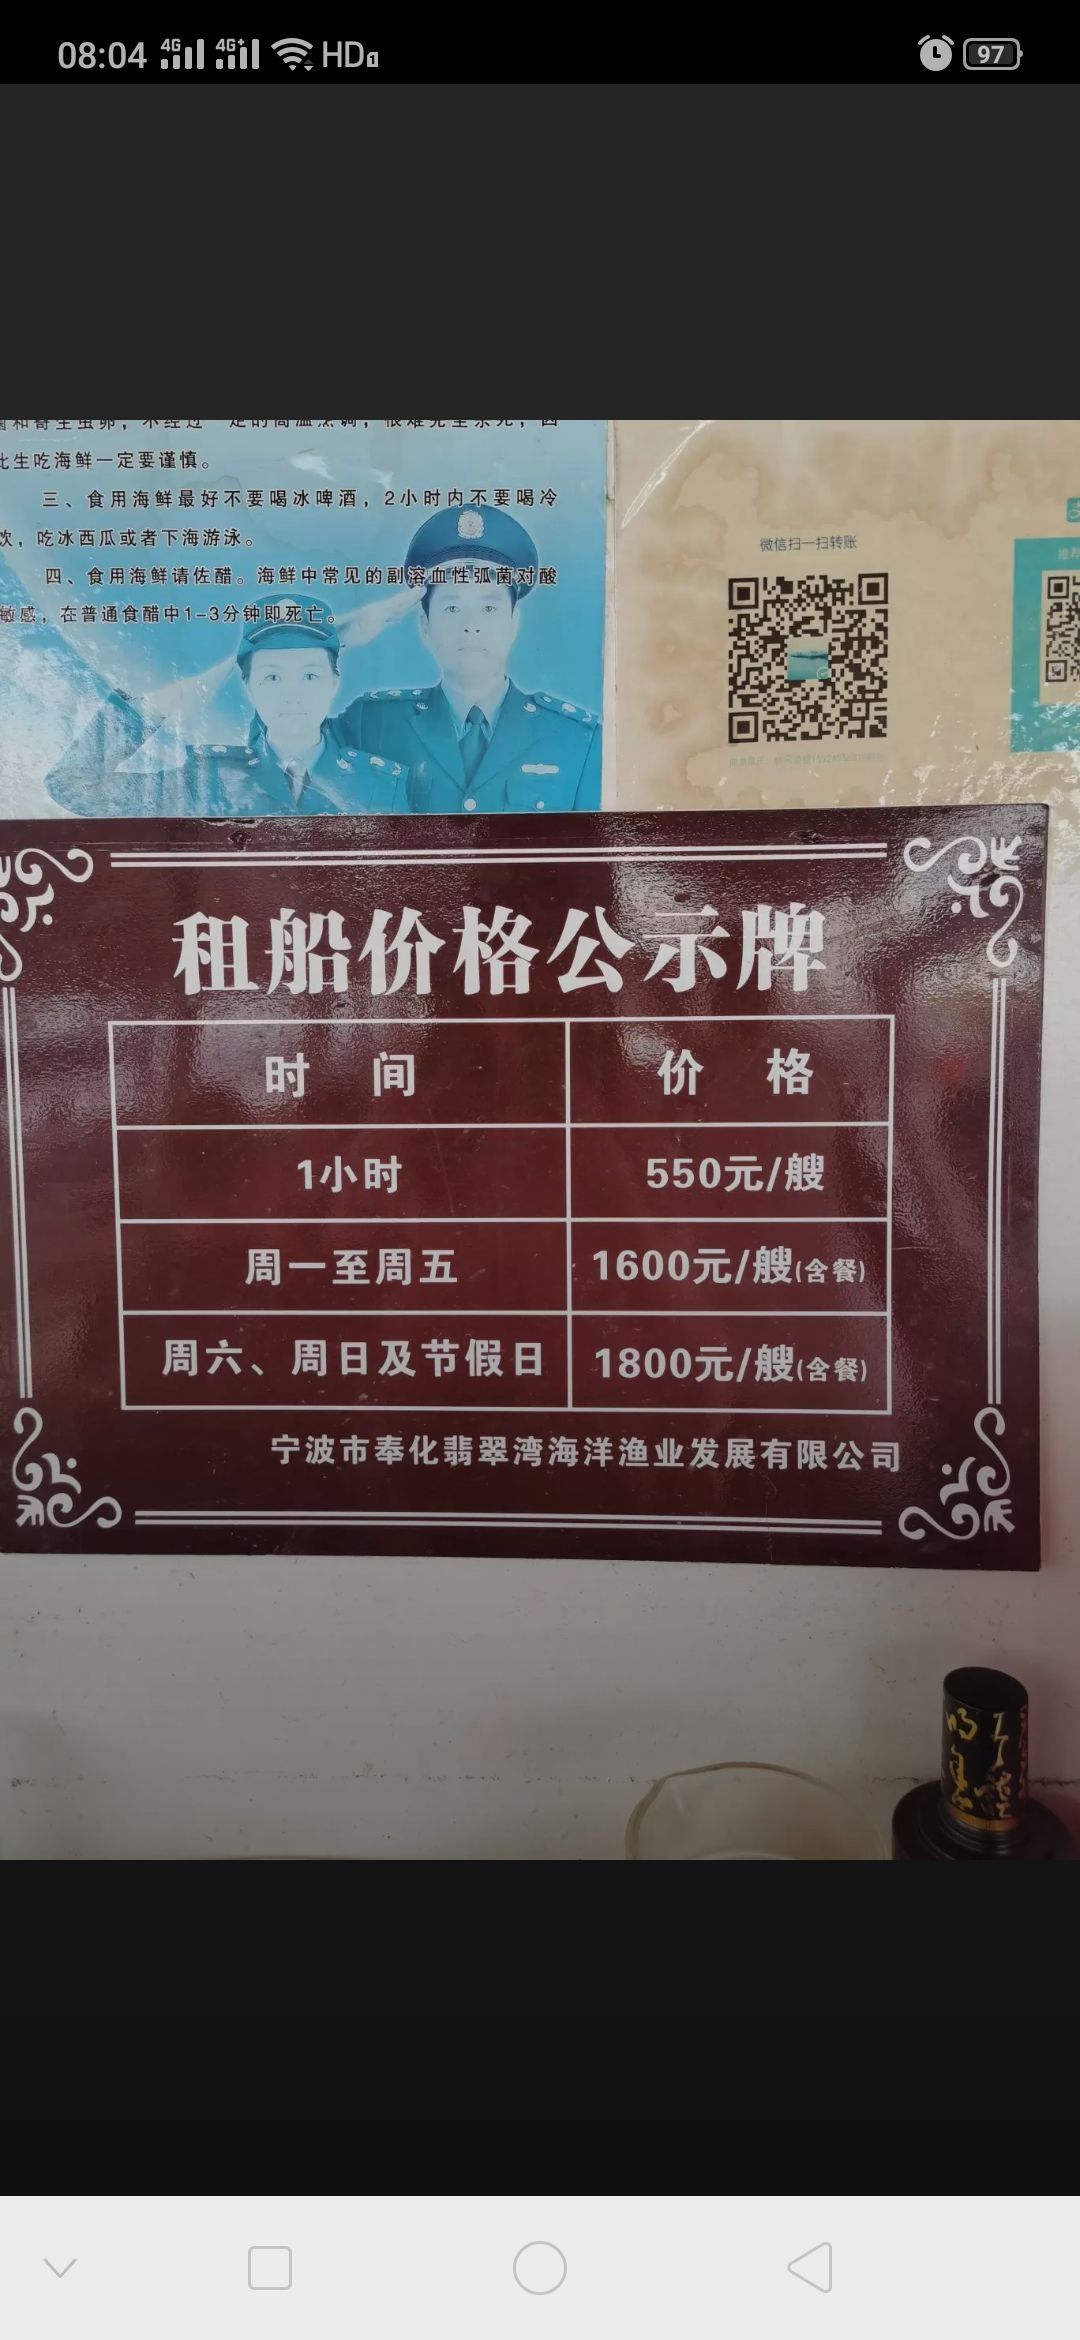 08:04 4G 4G+ HD1 97
此生吃海鲜一定要谨慎。
三、食用海鲜最好不要喝冰啤酒，2小时内不要喝冷
饮，吃冰西瓜或者下海游泳。
四、食用海鲜请佐醋。海鲜中常见的副溶血性弧菌对酸
敏感，在普通食醋中1-3分钟即死亡。
微信扫一扫转账
推荐
租船价格公示牌
时 间 价 格
1小时 550元/艘
周一至周五 1600元/艘(含餐)
周六、周日及节假日 1800元/艘(含餐)
宁波市奉化翡翠湾海洋渔业发展有限公司